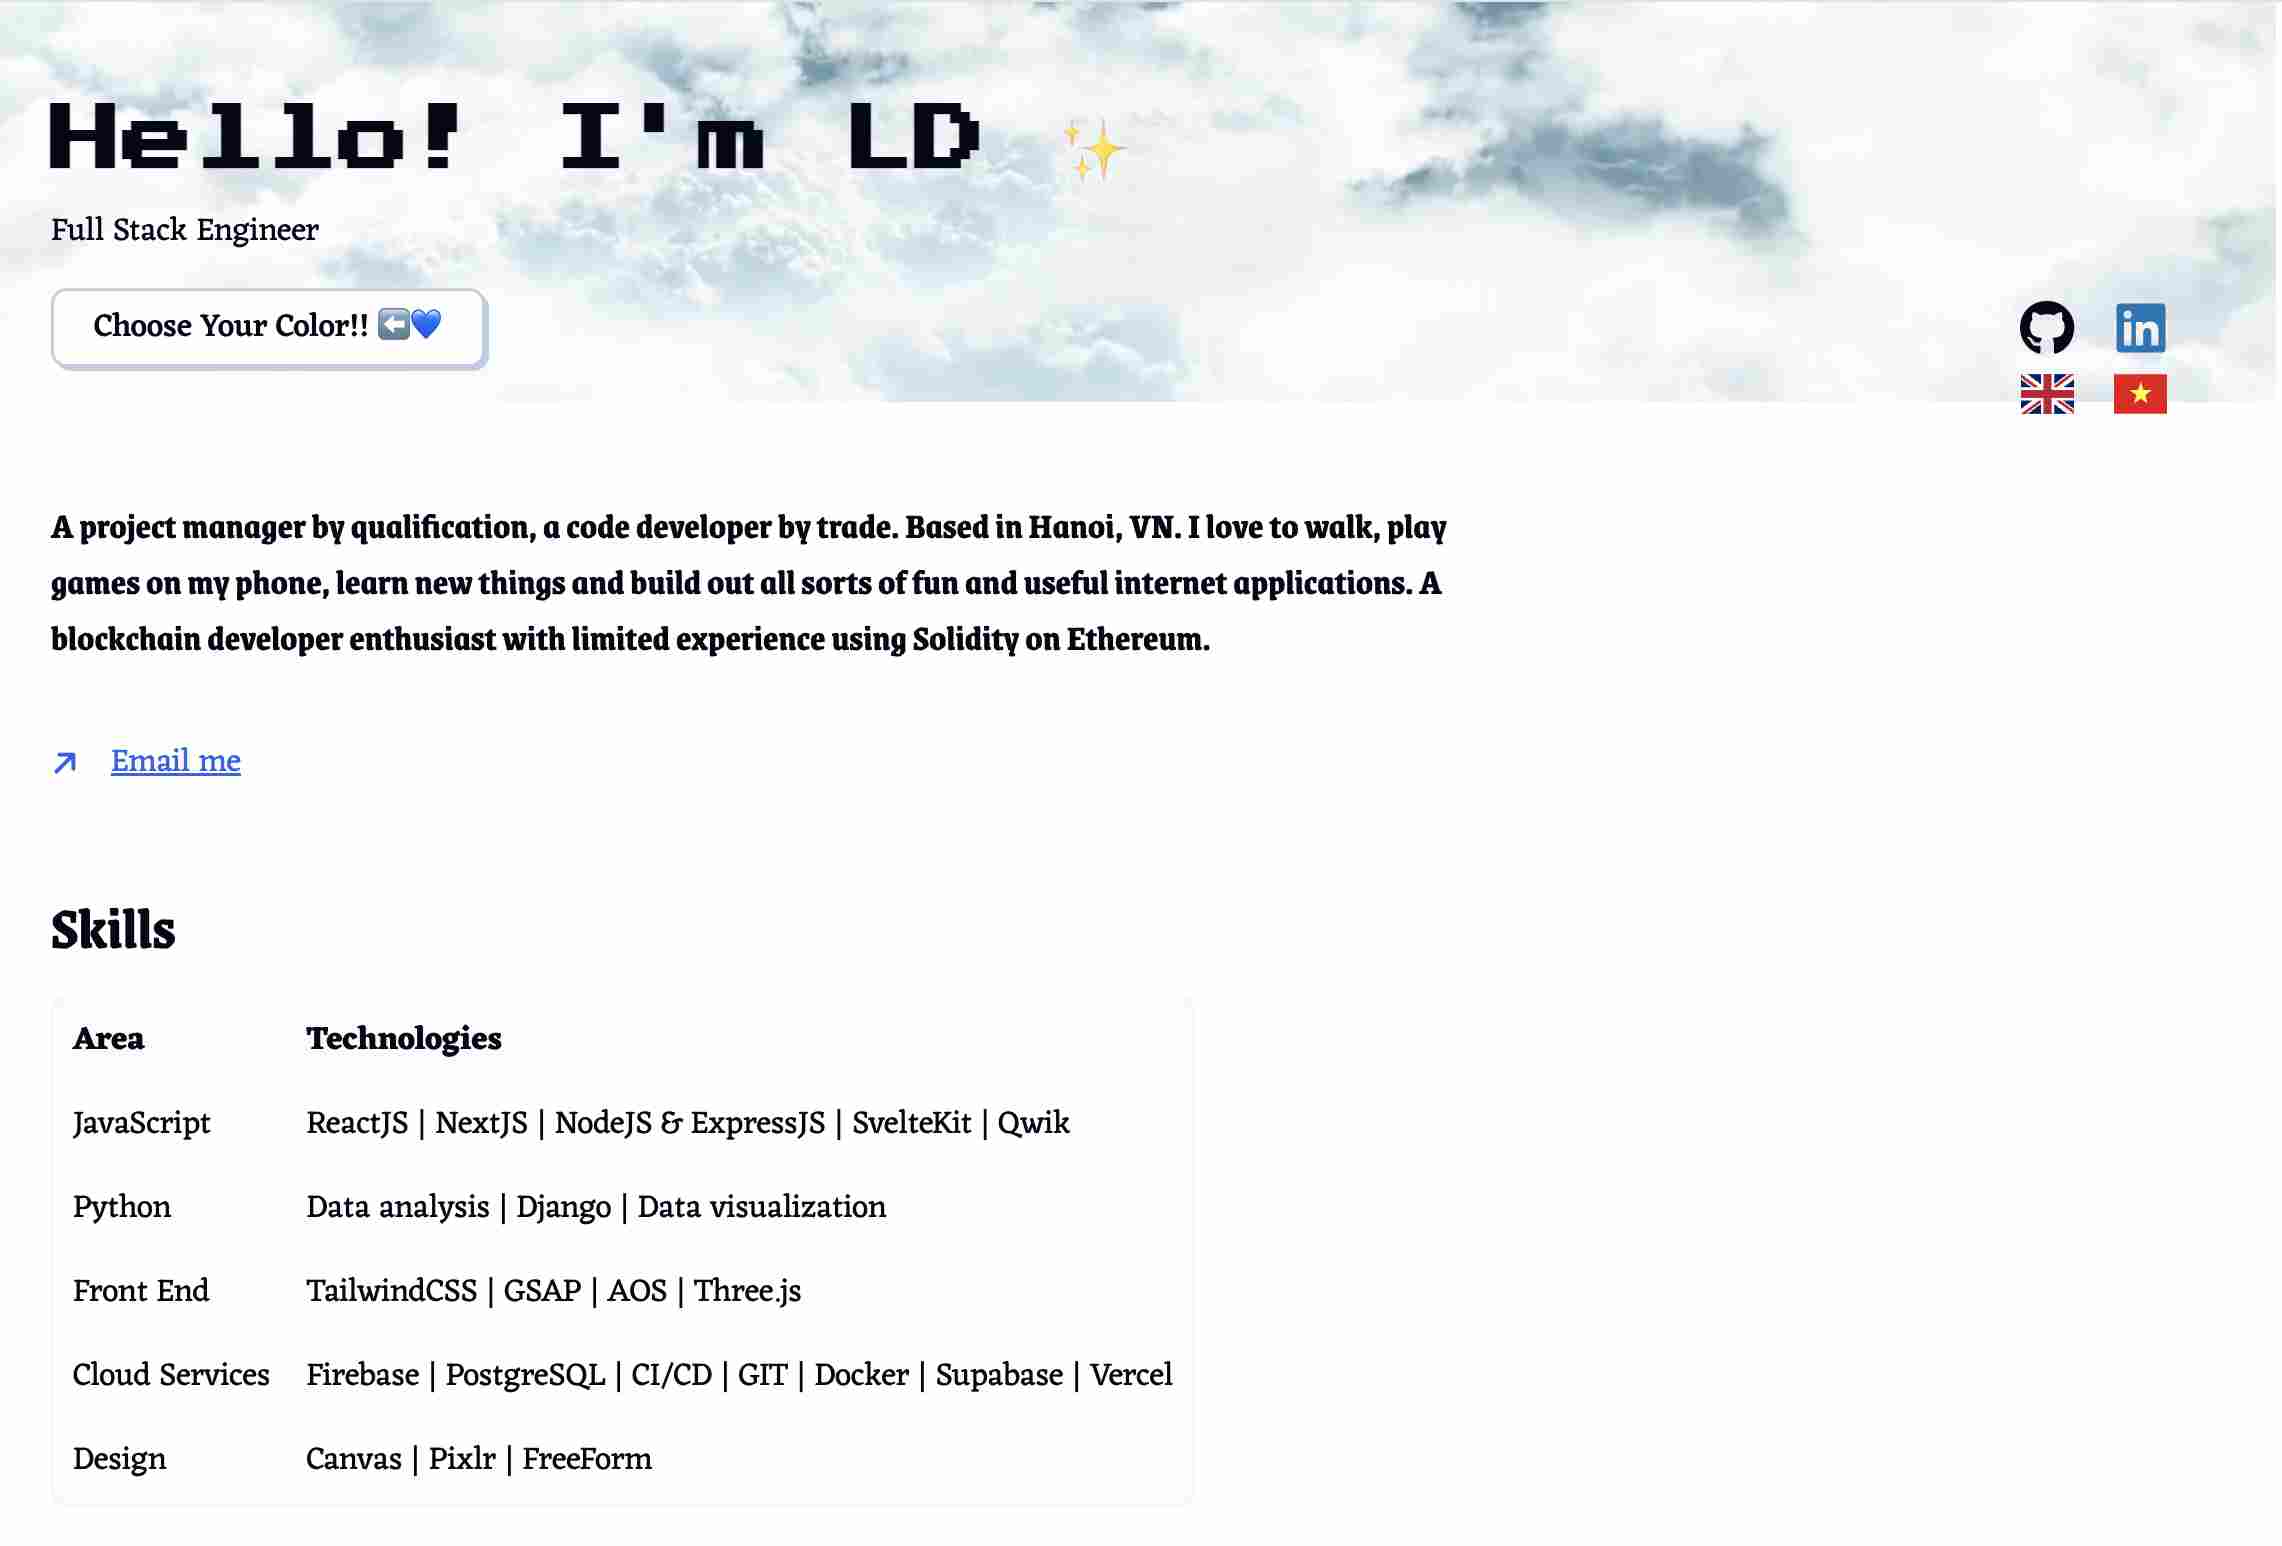 Hello! I'm LD ✨
Full Stack Engineer
Choose Your Color!! ⬅️💙
in
A project manager by qualification, a code developer by trade. Based in Hanoi, VN. I love to walk, play
games on my phone, learn new things and build out all sorts of fun and useful internet applications. A
blockchain developer enthusiast with limited experience using Solidity on Ethereum.
Email me
Skills
Area Technologies
JavaScript ReactJS | NextJS | NodeJS & ExpressJS | SvelteKit | Qwik
Python Data analysis | Django | Data visualization
Front End TailwindCSS | GSAP | AOS | Three.js
Cloud Services Firebase | PostgreSQL | CI/CD | GIT | Docker | Supabase | Vercel
Design Canvas | Pixlr | FreeForm